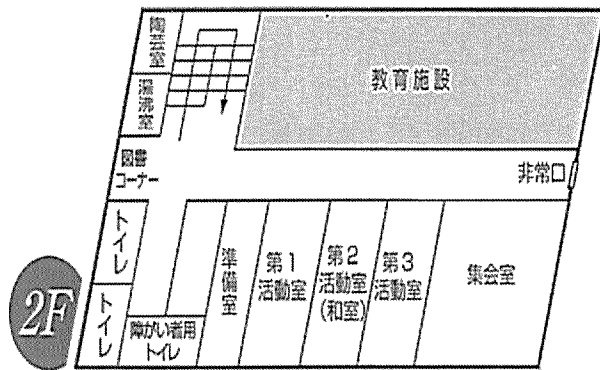 陶芸室
湯沸室
教育施設
図書
コーナー
非常口
トイレ
トイレ
障がい者用
トイレ
準備室
第1
活動室
第2
活動室
(和室)
第3
活動室
集会室
2F